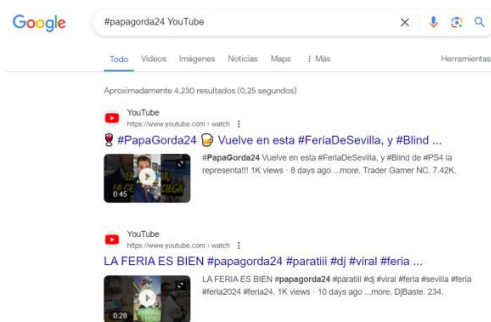 Google
#papagorda24 YouTube
Todo Videos Imágenes Noticias Maps Más Herramientas
Aproximadamente 4.230 resultados (0,25 segundos)
YouTube
https://www.youtube.com › watch
🍷 #PapaGorda24 🍺 Vuelve en esta #FeriaDeSevilla, y #Blind ...
#PapaGorda24 Vuelve en esta #FeriaDeSevilla, y #Blind de #PS4 la
representa!!! 1K views · 8 days ago ...more. Trader Gamer NC. 7.42K.
0:45
YouTube
https://www.youtube.com › watch
LA FERIA ES BIEN #papagorda24 #paratiii #dj #viral #feria ...
LA FERIA ES BIEN #papagorda24 #paratiii #dj #viral #feria #sevilla #feria
#feria2024 #feria24. 1K views · 10 days ago ...more. DjBaste. 234.
0:28